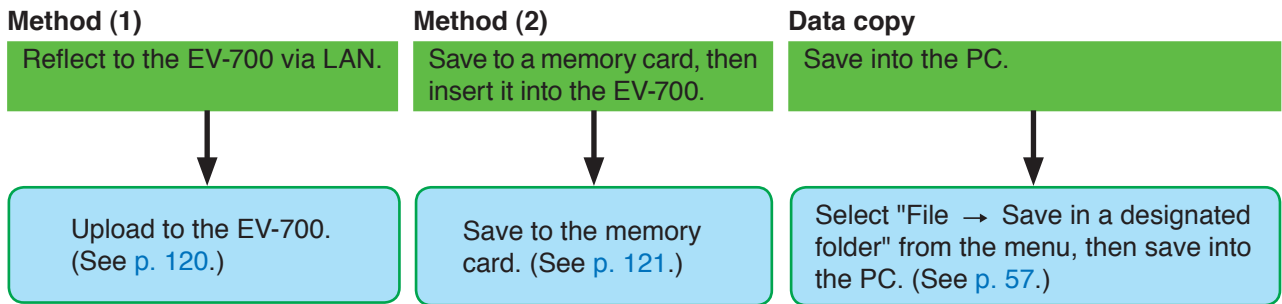 Method (1)
Reflect to the EV-700 via LAN.
Upload to the EV-700.
(See p. 120.)
Method (2)
Save to a memory card, then
insert it into the EV-700.
Save to the memory
card. (See p. 121.)
Data copy
Save into the PC.
Select "File → Save in a designated
folder" from the menu, then save into
the PC. (See p. 57.)